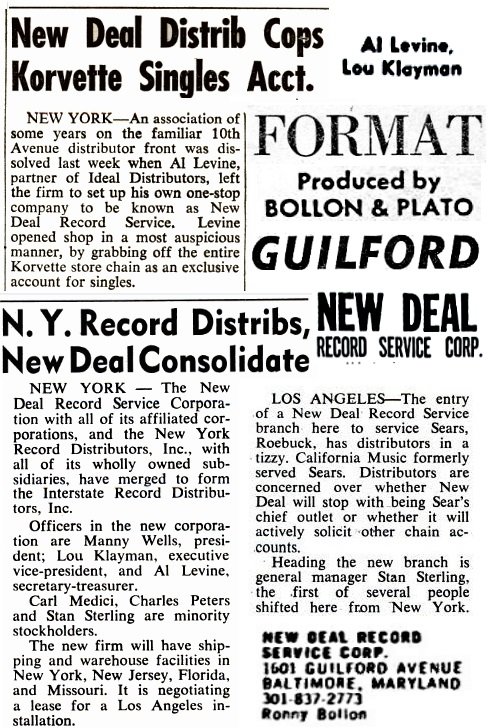 New Deal Distrib Cops
Korvette Singles Acct.
NEW YORK—An association of
some years on the familiar 10th
Avenue distributor front was dis-
solved last week when Al Levine,
partner of Ideal Distributors, left
the firm to set up his own one-stop
company to be known as New
Deal Record Service. Levine
opened shop in a most auspicious
manner, by grabbing off the entire
Korvette store chain as an exclusive
account for singles.
Al Levine,
Lou Klayman
FORMAT
Produced by
BOLLON & PLATO
GUILFORD
NEW DEAL
RECORD SERVICE CORP.
N. Y. Record Distribs,
New Deal Consolidate
NEW YORK — The New
Deal Record Service Corpora-
tion with all of its affiliated cor-
porations, and the New York
Record Distributors, Inc., with
all of its wholly owned sub-
sidiaries, have merged to form
the Interstate Record Distribu-
tors, Inc.
Officers in the new corpora-
tion are Manny Wells, presi-
dent; Lou Klayman, executive
vice-president, and Al Levine,
secretary-treasurer.
Carl Medici, Charles Peters
and Stan Sterling are minority
stockholders.
The new firm will have ship-
ping and warehouse facilities in
New York, New Jersey, Florida,
and Missouri. It is negotiating
a lease for a Los Angeles in-
stallation.
LOS ANGELES—The entry
of a New Deal Record Service
branch here to service Sears,
Roebuck, has distributors in a
tizzy. California Music formerly
served Sears. Distributors are
concerned over whether New
Deal will stop with being Sear's
chief outlet or whether it will
actively solicit other chain ac-
counts.
Heading the new branch is
general manager Stan Sterling,
the first of several people
shifted here from New York.
NEW DEAL RECORD
SERVICE CORP.
1601 GUILFORD AVENUE
BALTIMORE, MARYLAND
301-837-2773
Ronny Bollon